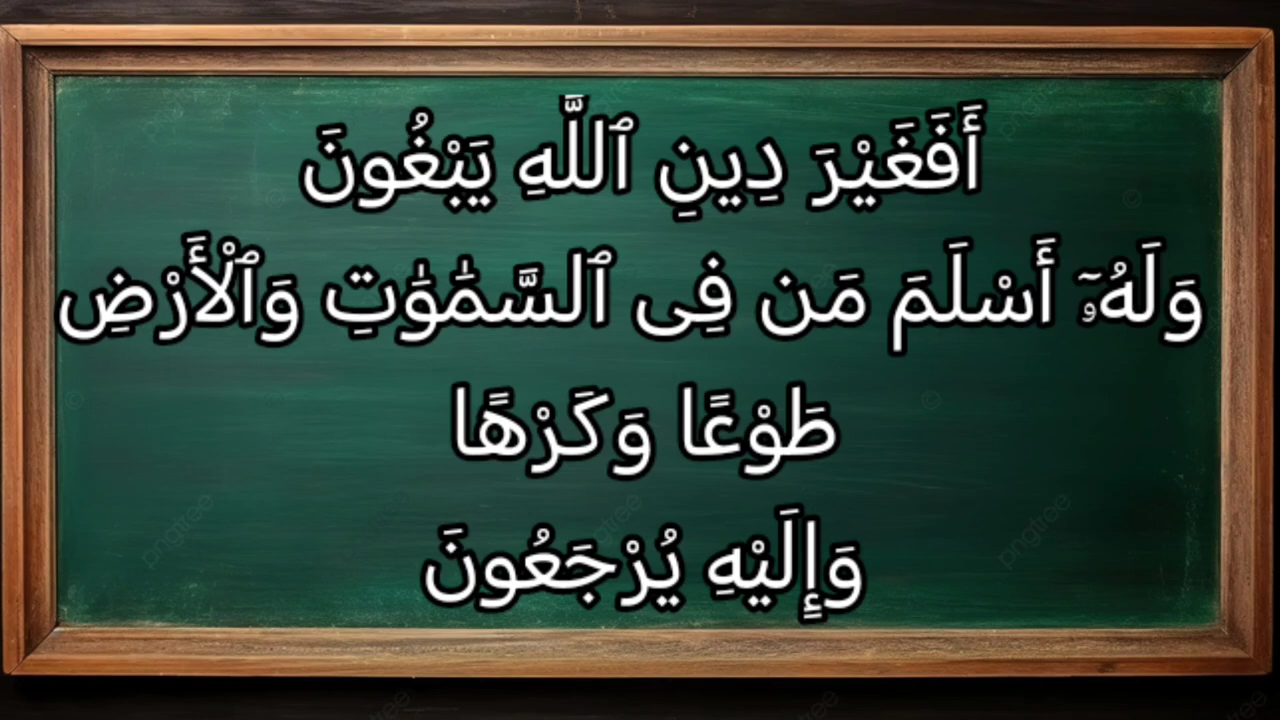 أَفَغَيْرَ دِينِ ٱللَّهِ يَبْغُونَ
وَلَهُۥٓ أَسْلَمَ مَن فِى ٱلسَّمَٰوَٰتِ وَٱلْأَرْضِ
طَوْعًا وَكَرْهًا
وَإِلَيْهِ يُرْجَعُونَ